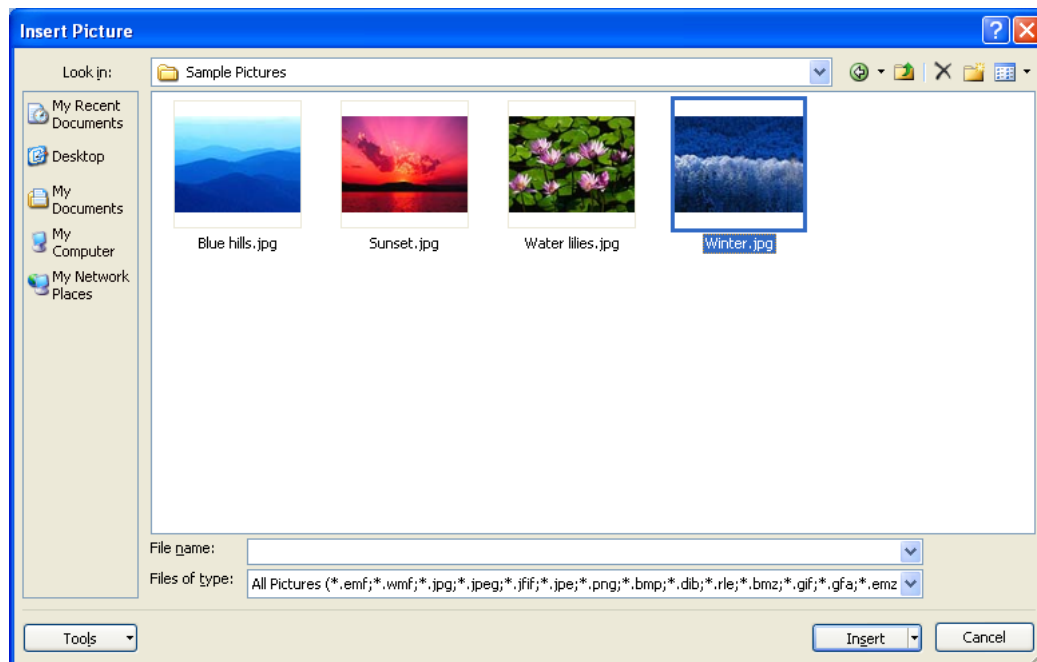 Insert Picture
Look in:
Sample Pictures
My Recent
Documents
Desktop
My
Documents
My
Computer
My Network
Places
Blue hills.jpg
Sunset.jpg
Water lilies.jpg
Winter.jpg
File name:
Files of type:
All Pictures (*.emf;*.wmf;*.jpg;*.jpeg;*.jfif;*.jpe;*.png;*.bmp;*.dib;*.rle;*.bmz;*.gif;*.gfa;*.emz
Tools
Insert
Cancel